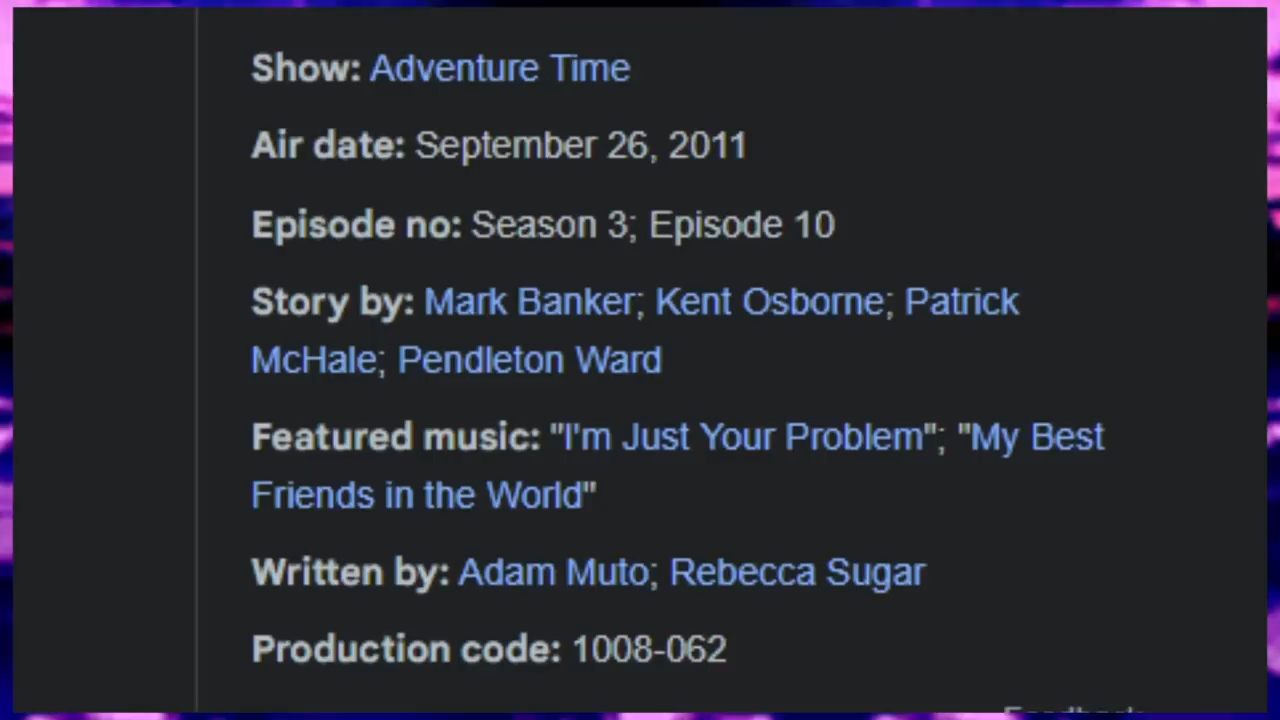 Show: Adventure Time
Air date: September 26, 2011
Episode no: Season 3; Episode 10
Story by: Mark Banker; Kent Osborne; Patrick
McHale; Pendleton Ward
Featured music: "I'm Just Your Problem"; "My Best
Friends in the World"
Written by: Adam Muto; Rebecca Sugar
Production code: 1008-062